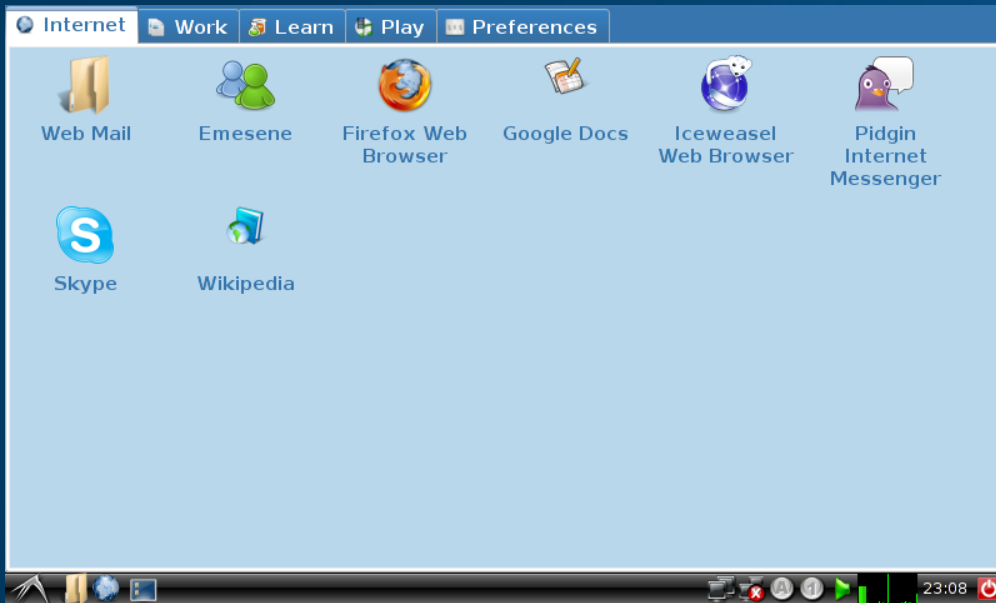 Internet
Work
Learn
Play
Preferences
Web Mail
Emesene
Firefox Web
Browser
Google Docs
Iceweasel
Web Browser
Pidgin
Internet
Messenger
S
Skype
Wikipedia
A
1
23:08